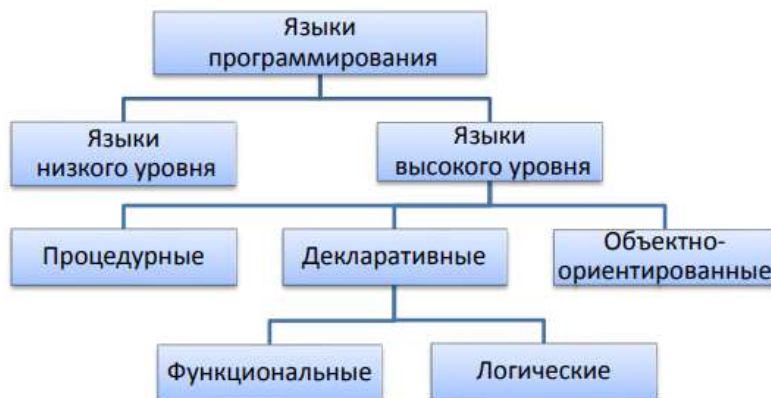 Языки
программирования
Языки
низкого уровня
Языки
высокого уровня
Процедурные
Декларативные
Объектно-
ориентированные
Функциональные
Логические